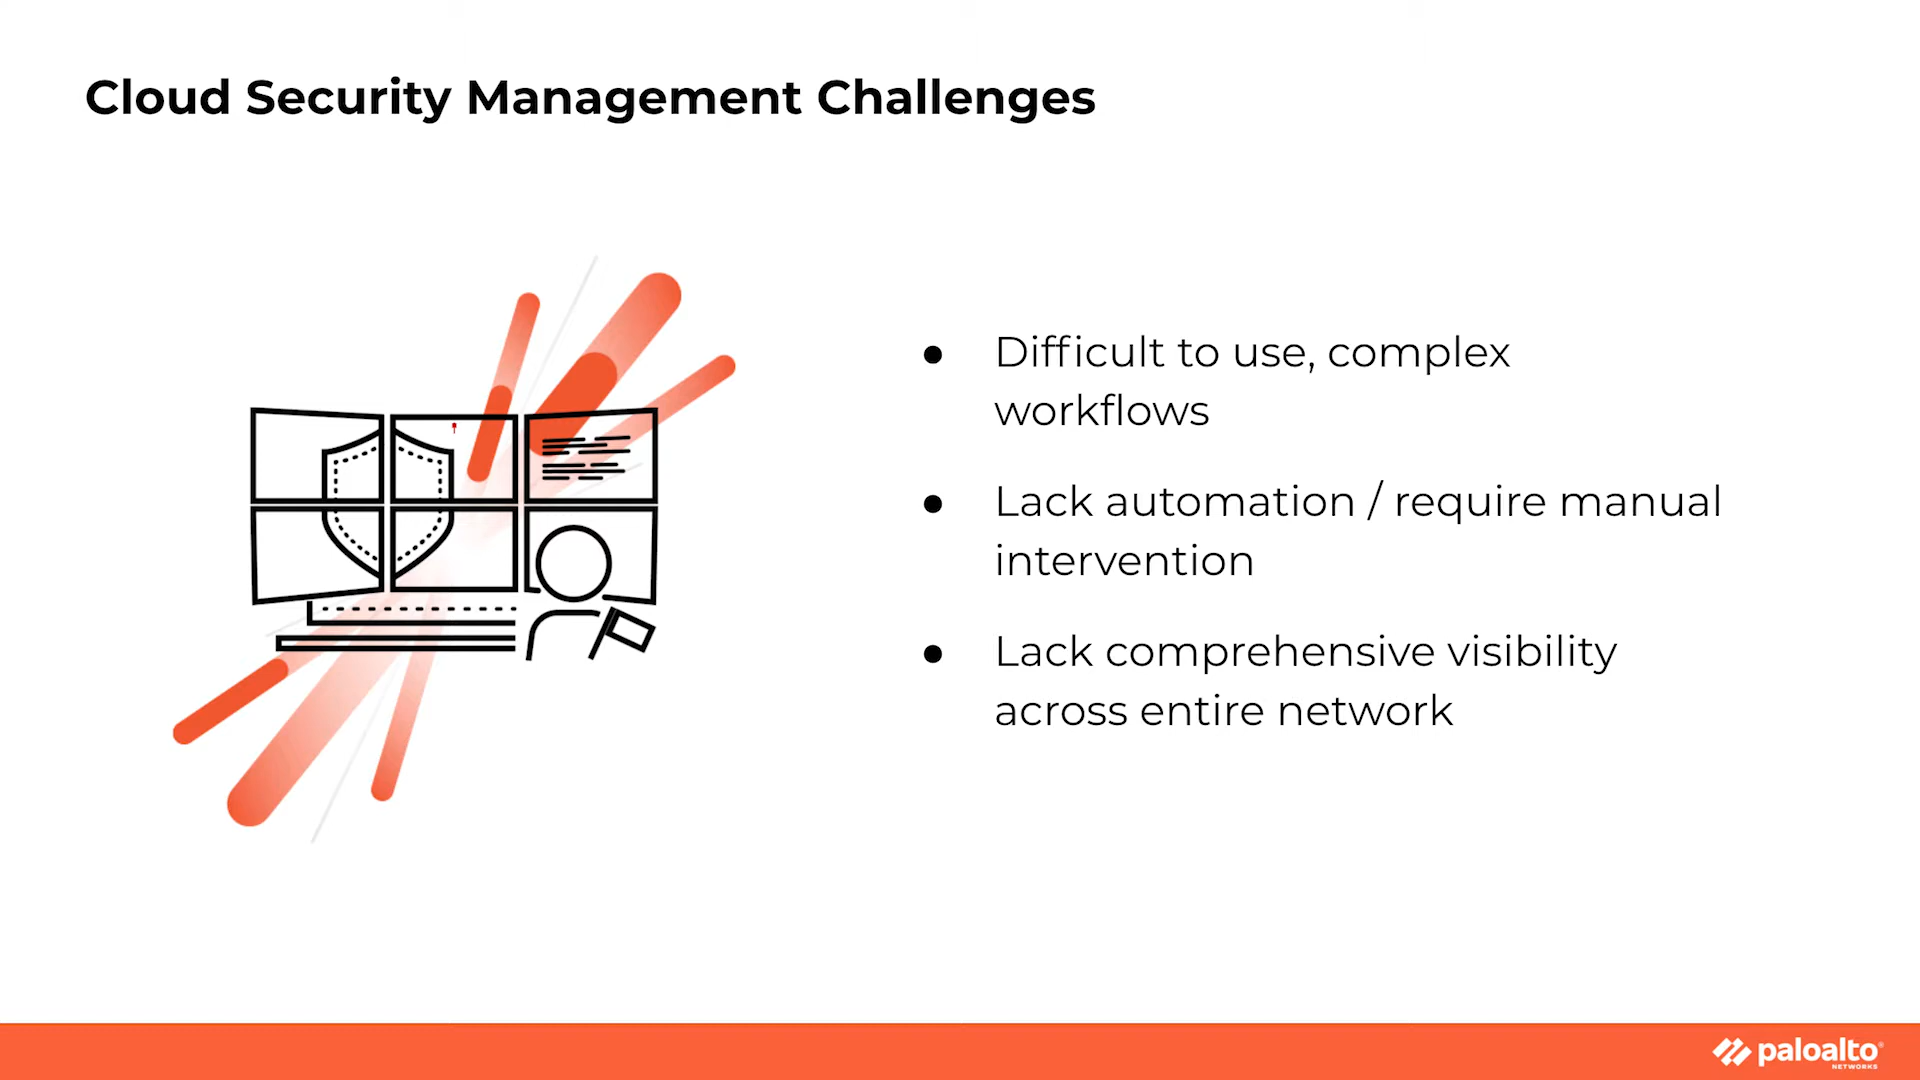 Cloud Security Management Challenges
● Difficult to use, complex
workflows
● Lack automation / require manual
intervention
● Lack comprehensive visibility
across entire network
paloalto®
NETWORKS